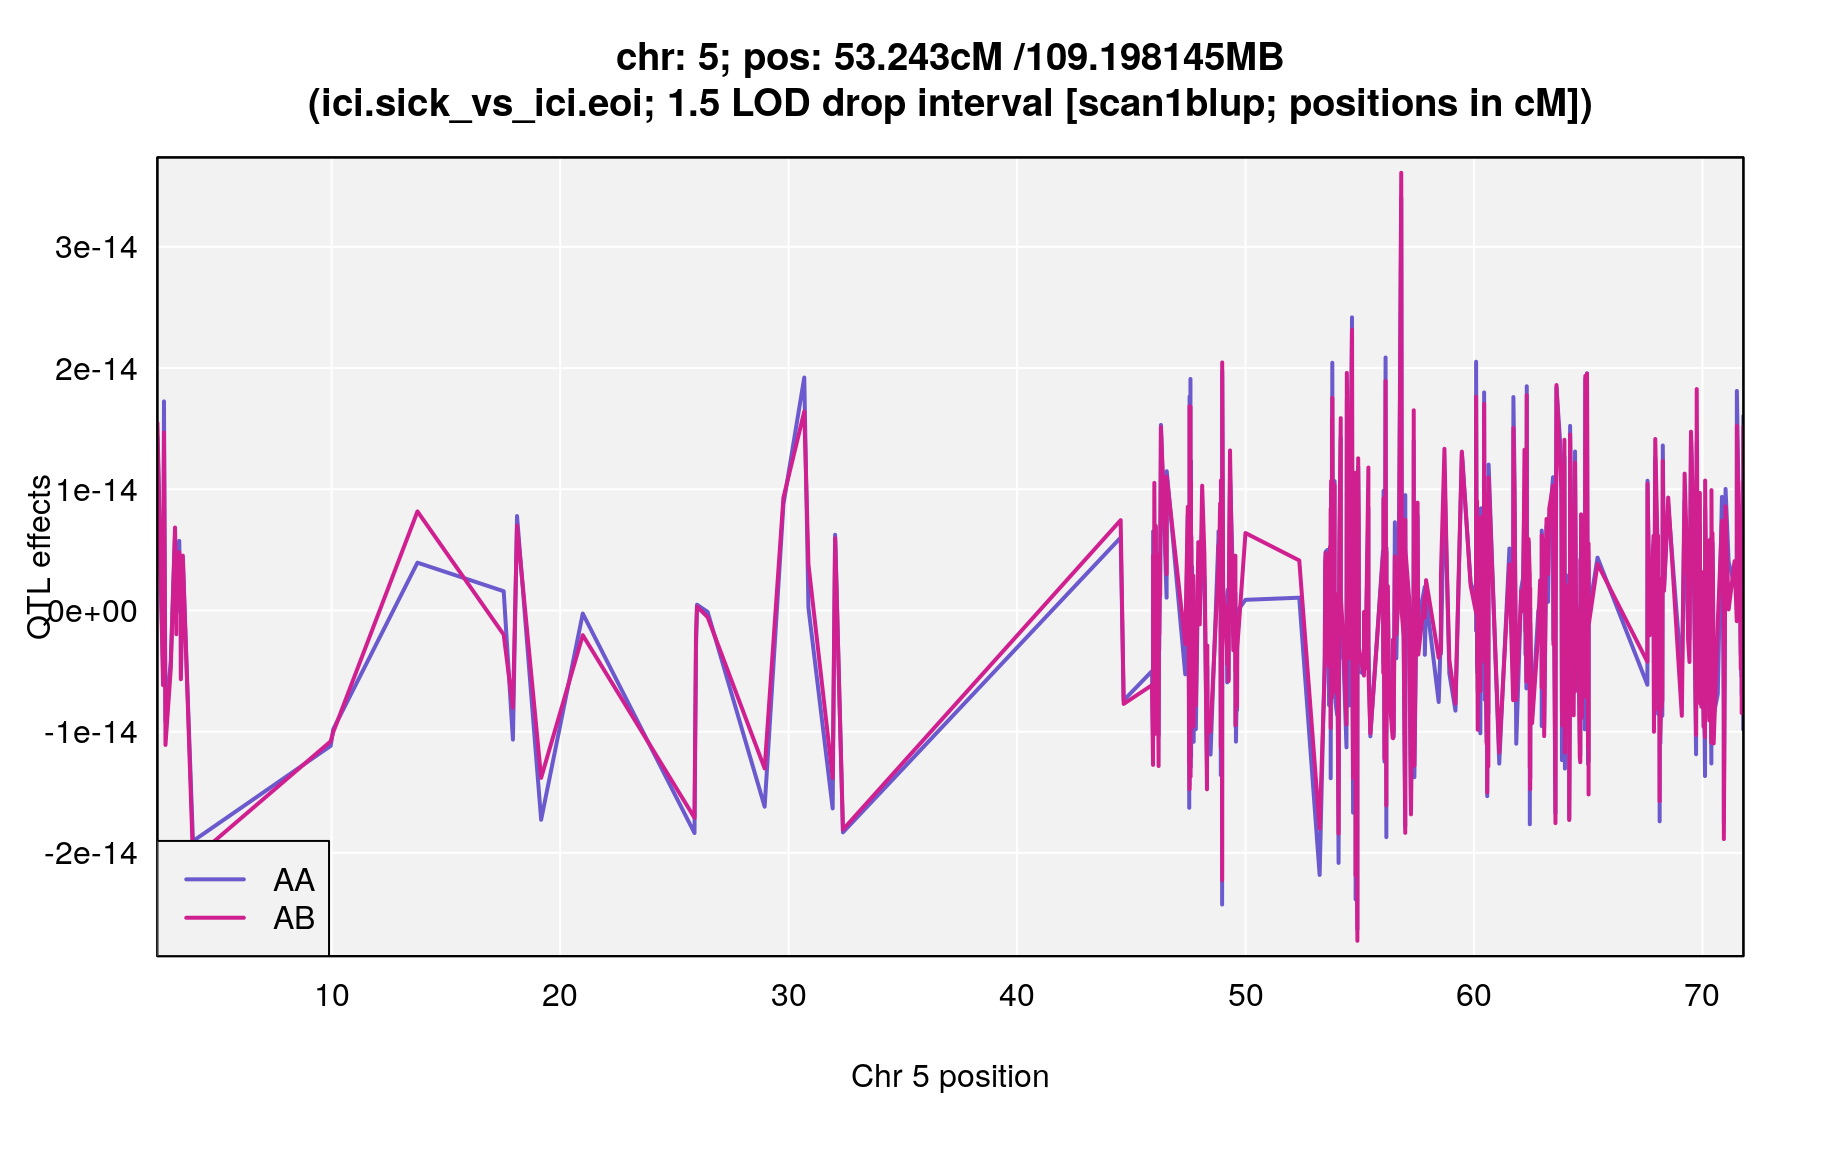 chr: 5; pos: 53.243cM /109.198145MB
(ici.sick_vs_ici.eoi; 1.5 LOD drop interval [scan1blup; positions in cM])
QTL effects
3e-14
2e-14
1e-14
0e+00
-1e-14
-2e-14
AA
AB
10 20 30 40 50 60 70
Chr 5 position